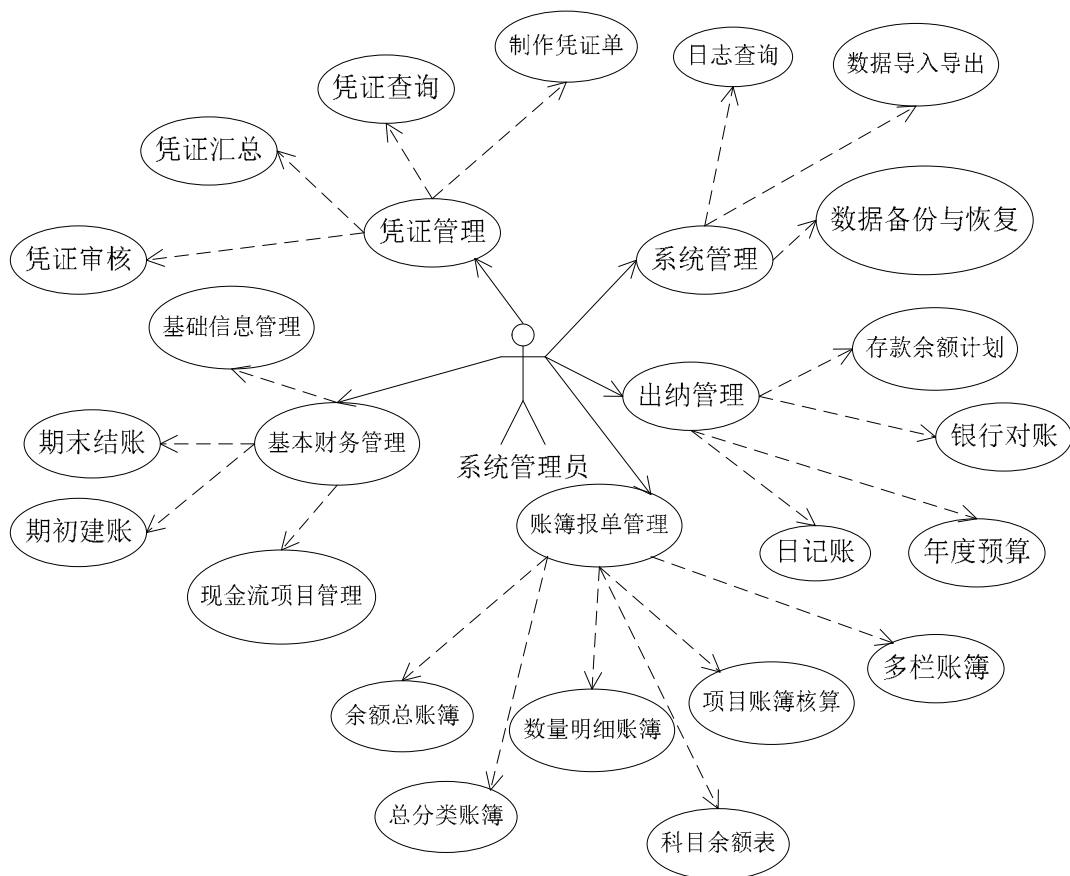 制作凭证单
日志查询
数据导入导出
凭证查询
凭证汇总
凭证管理
数据备份与恢复
凭证审核
系统管理
基础信息管理
存款余额计划
出纳管理
期末结账
基本财务管理
银行对账
系统管理员
账簿报单管理
期初建账
日记账
年度预算
现金流项目管理
多栏账簿
项目账簿核算
余额总账簿
数量明细账簿
总分类账簿
科目余额表